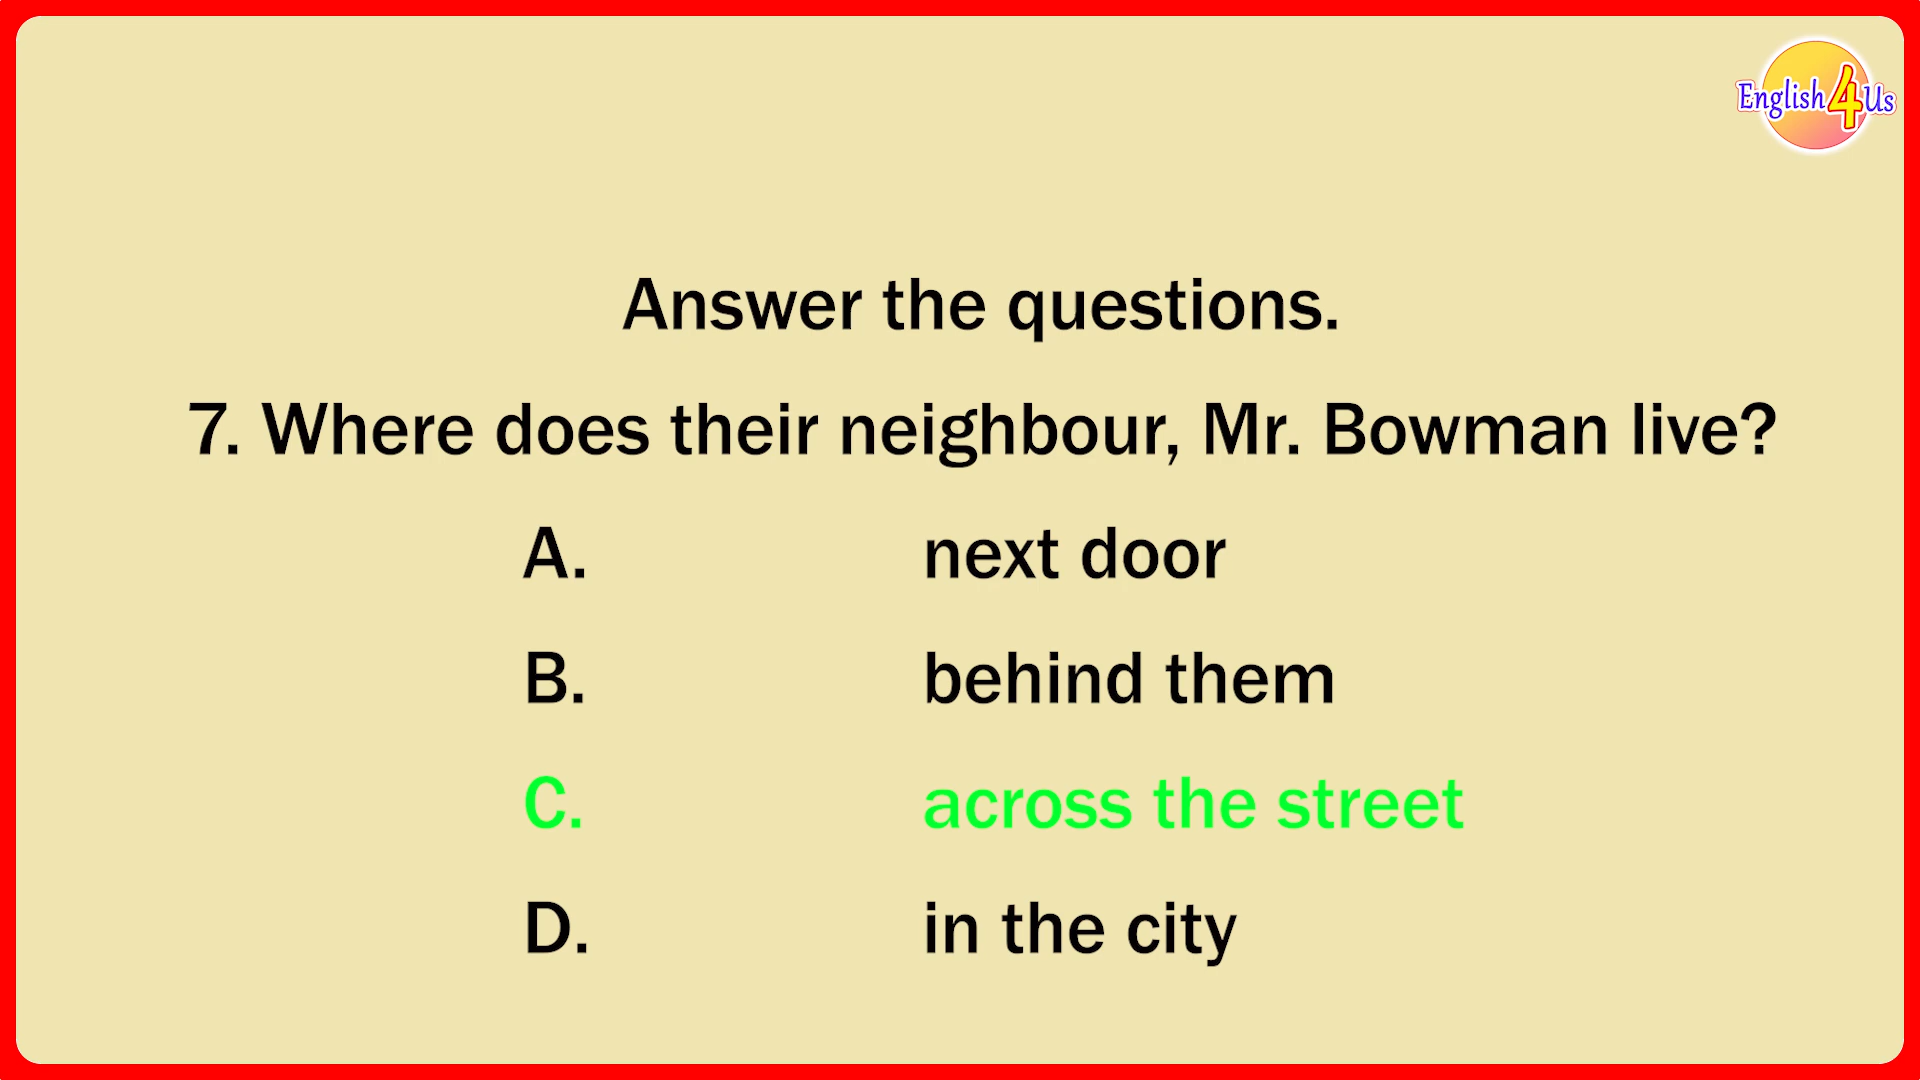 English4Us
Answer the questions.
7. Where does their neighbour, Mr. Bowman live?
A. next door
B. behind them
C. across the street
D. in the city